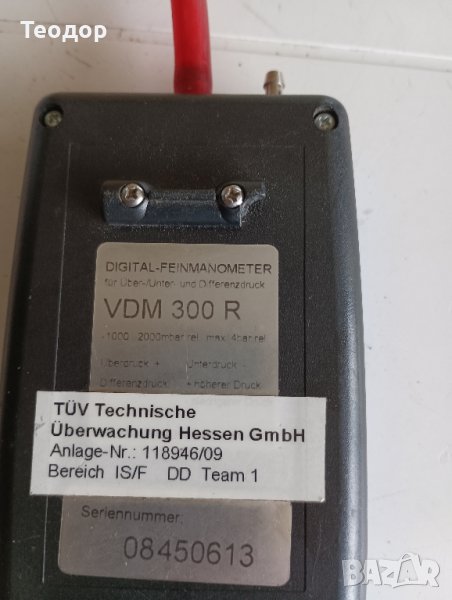 Теодор
DIGITAL-FEINMANOMETER
für Über-/Unter- und Differenzdruck
VDM 300 R
-1000...2000mbar rel. max. 4bar rel
Überdruck + Unterdruck -
Differenzdruck + höherer Druck
TÜV Technische
Überwachung Hessen GmbH
Anlage-Nr.: 118946/09
Bereich IS/F DD Team 1
Seriennummer:
08450613
BAZAR